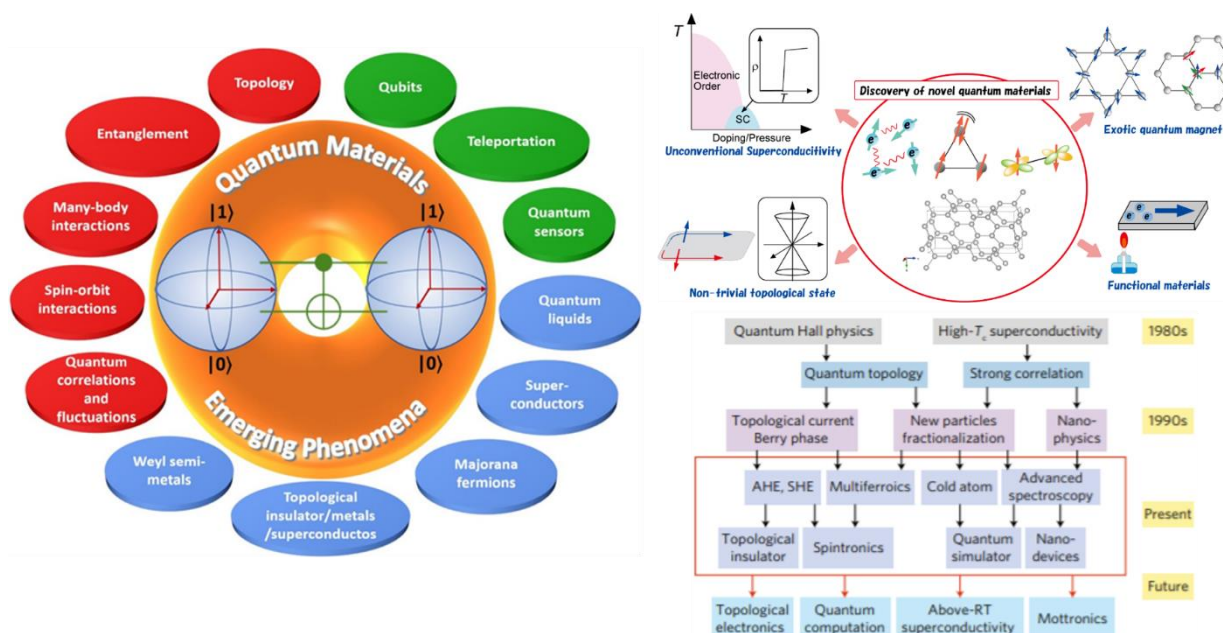 Topology
Qubits
Entanglement
Teleportation
Many-body
interactions
Quantum
sensors
Spin-orbit
interactions
Quantum
liquids
Quantum
correlations
and
fluctuations
Super-
conductors
Weyl semi-
metals
Majorana
fermions
Topological
insulator/metals
/superconductos
Quantum Materials
|1⟩
|1⟩
|0⟩
|0⟩
Emerging Phenomena
T
Electronic
Order
SC
ρ
T
Doping/Pressure
Unconventional Superconducitivity
Discovery of novel quantum materials
e⁻
e⁻
e⁻
e⁻
Exotic quantum magnet
Non-trivial topological state
e⁻
e⁻
e⁻
Functional materials
Quantum Hall physics
High-Tc superconductivity
1980s
Quantum topology
Strong correlation
Topological current
Berry phase
New particles
fractionalization
Nano-
physics
1990s
AHE, SHE
Multiferroics
Cold atom
Advanced
spectroscopy
Present
Topological
insulator
Spintronics
Quantum
simulator
Nano-
devices
Future
Topological
electronics
Quantum
computation
Above-RT
superconductivity
Mottronics